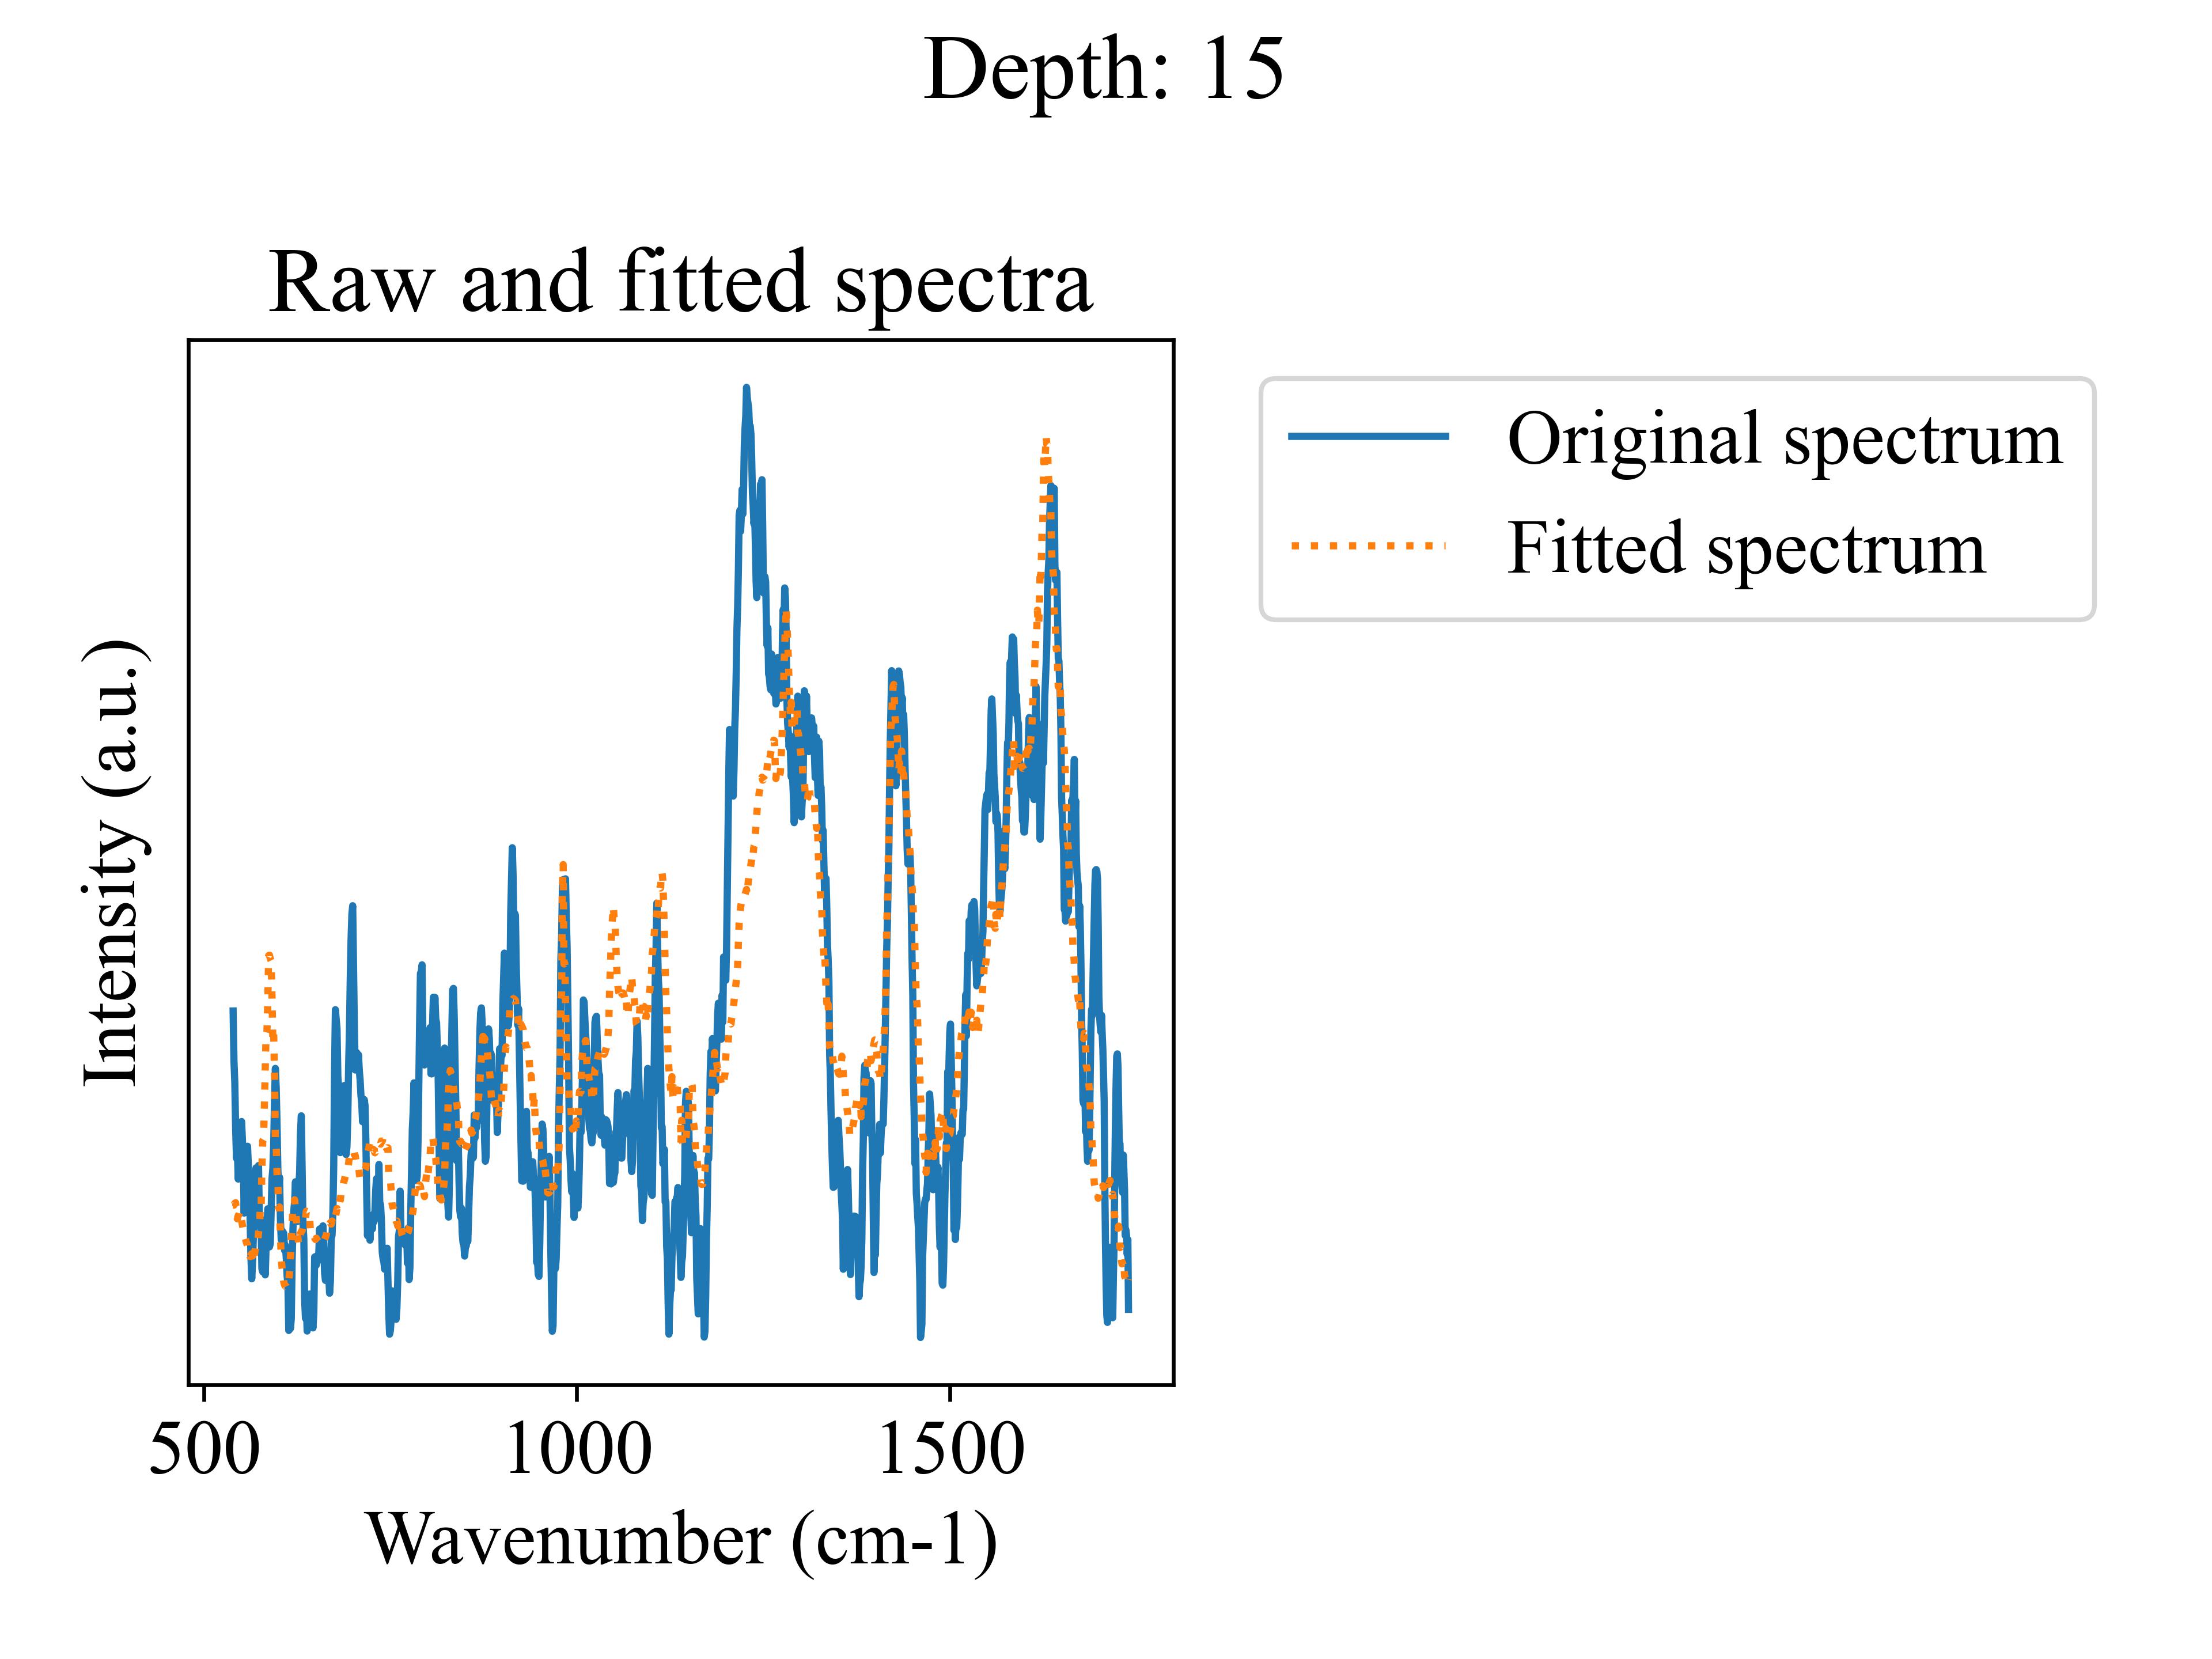 Depth: 15
Raw and fitted spectra
Original spectrum
Fitted spectrum
Intensity (a.u.)
500 1000 1500
Wavenumber (cm-1)